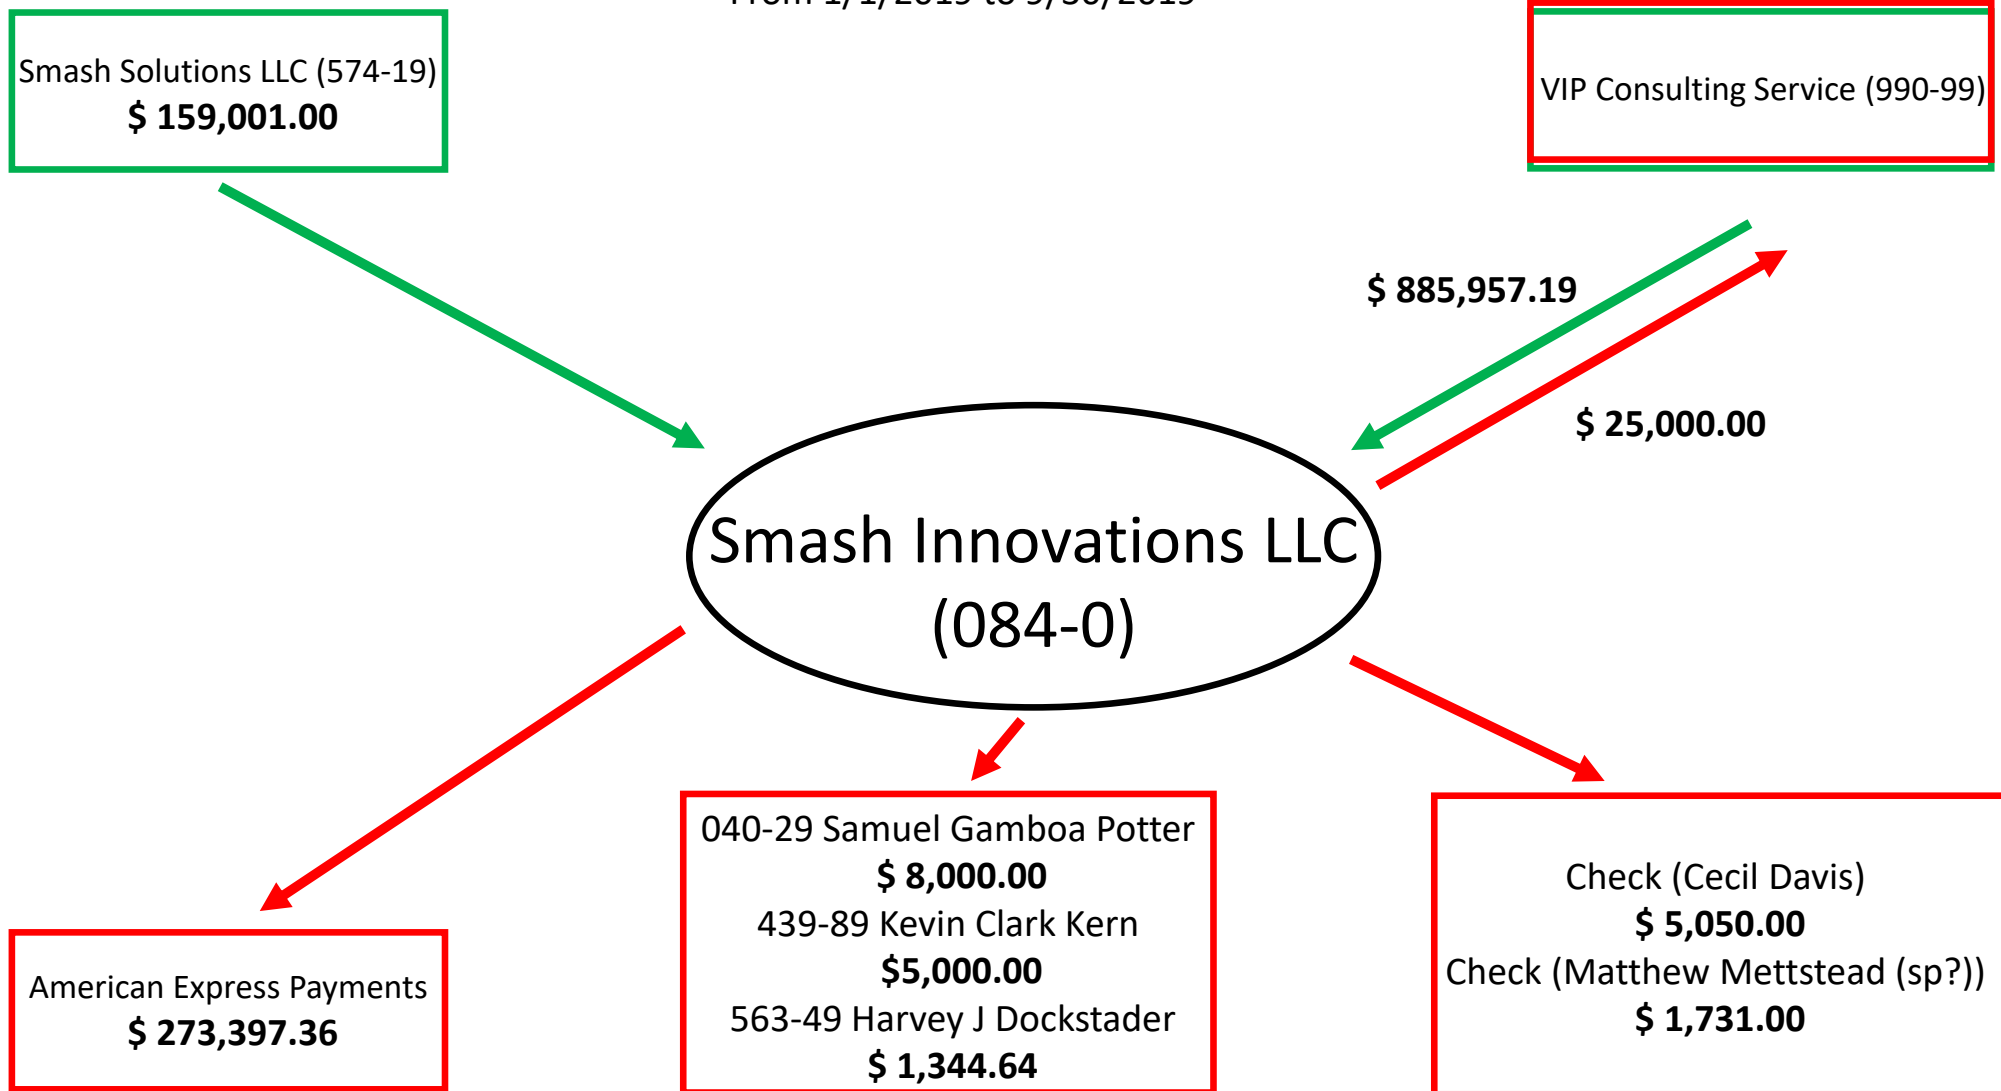 Smash Solutions LLC (574-19)
$ 159,001.00
VIP Consulting Service (990-99)
$ 885,957.19
$ 25,000.00
Smash Innovations LLC
(084-0)
American Express Payments
$ 273,397.36
040-29 Samuel Gamboa Potter
$ 8,000.00
439-89 Kevin Clark Kern
$5,000.00
563-49 Harvey J Dockstader
$ 1,344.64
Check (Cecil Davis)
$ 5,050.00
Check (Matthew Mettstead (sp?))
$ 1,731.00